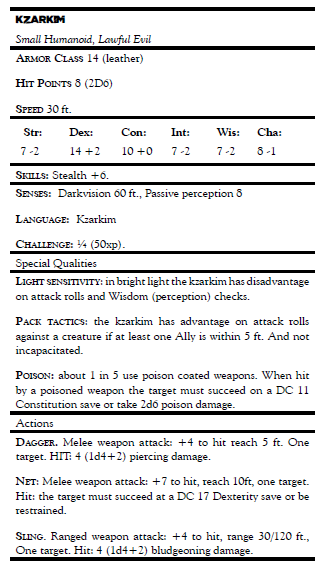 KZARKIM
Small Humanoid, Lawful Evil
ARMOR CLASS 14 (leather)
HIT POINTS 8 (2D6)
SPEED 30 ft.
Str: Dex: Con: Int: Wis: Cha:
7 -2 14 +2 10 +0 7 -2 7 -2 8 -1
SKILLS: Stealth +6.
SENSES: Darkvision 60 ft., Passive perception 8
LANGUAGE: Kzarkim
CHALLENGE: ¼ (50xp).
Special Qualities
LIGHT SENSITIVITY: in bright light the kzarkim has disadvantage
on attack rolls and Wisdom (perception) checks.
PACK TACTICS: the kzarkim has advantage on attack rolls
against a creature if at least one Ally is within 5 ft. And not
incapacitated.
POISON: about 1 in 5 use poison coated weapons. When hit
by a poisoned weapon the target must succeed on a DC 11
Constitution save or take 2d6 poison damage.
Actions
DAGGER. Melee weapon attack: +4 to hit reach 5 ft. One
target. HIT: 4 (1d4+2) piercing damage.
NET: Melee weapon attack: +7 to hit, reach 10ft, one target.
Hit: the target must succeed at a DC 17 Dexterity save or be
restrained.
SLING. Ranged weapon attack: +4 to hit, range 30/120 ft.,
One target. Hit: 4 (1d4+2) bludgeoning damage.